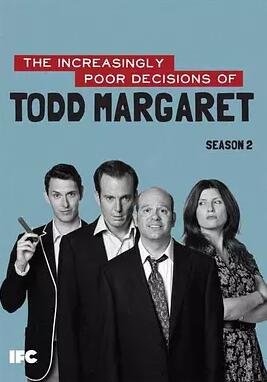 THE INCREASINGLY
POOR DECISIONS OF
TODD MARGARET
SEASON 2
IFC